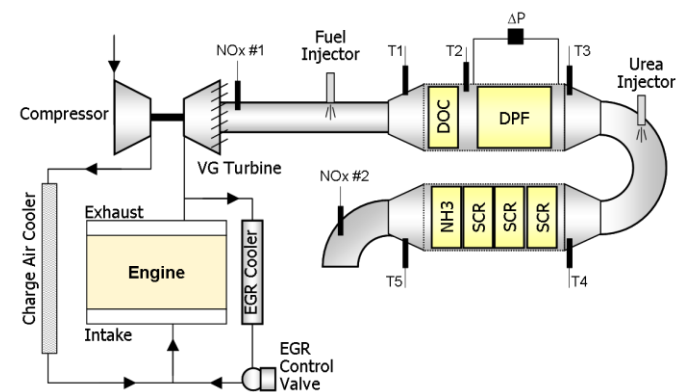 NOx #1
Fuel
Injector
T1
T2
ΔP
T3
Urea
Injector
Compressor
VG Turbine
DOC
DPF
NOx #2
Charge Air Cooler
Exhaust
Engine
Intake
EGR Cooler
NH3
SCR
SCR
SCR
T5
T4
EGR
Control
Valve